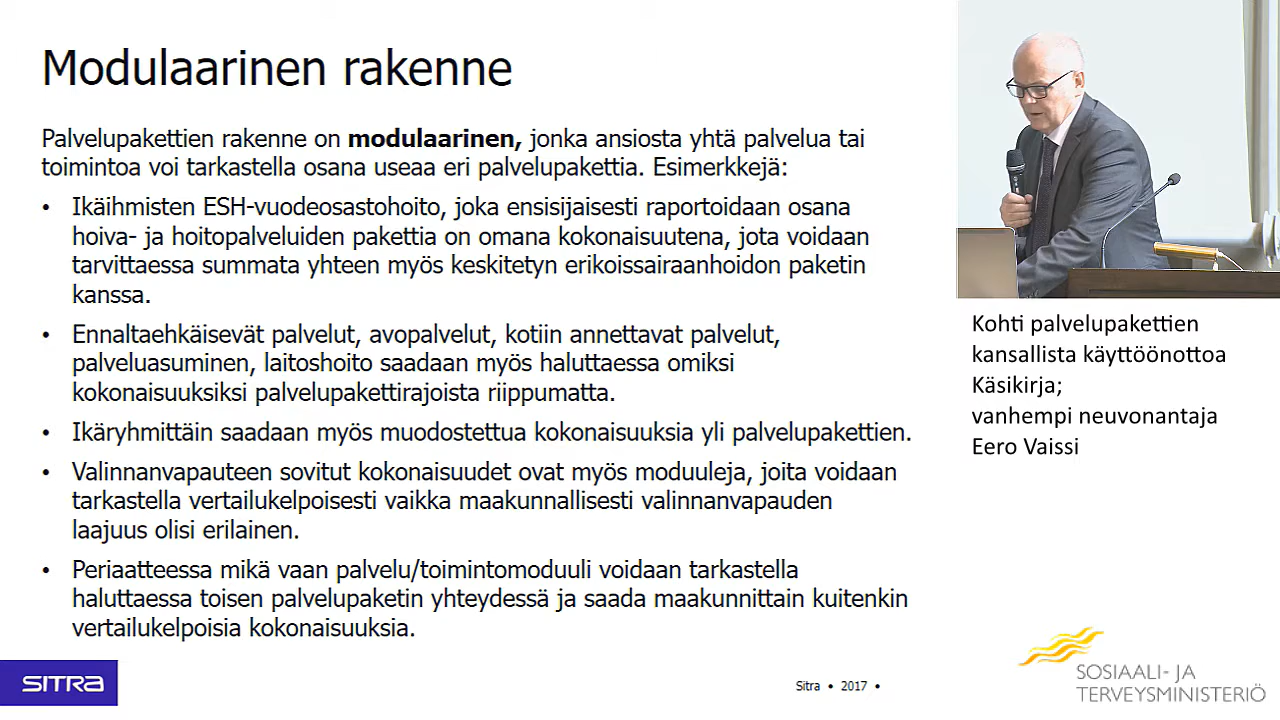 Modulaarinen rakenne
Palvelupakettien rakenne on modulaarinen, jonka ansiosta yhtä palvelua tai
toimintoa voi tarkastella osana useaa eri palvelupakettia. Esimerkkejä:
• Ikäihmisten ESH-vuodeosastohoito, joka ensisijaisesti raportoidaan osana
hoiva- ja hoitopalveluiden pakettia on omana kokonaisuutena, jota voidaan
tarvittaessa summata yhteen myös keskitetyn erikoissairaanhoidon paketin
kanssa.
• Ennaltaehkäisevät palvelut, avopalvelut, kotiin annettavat palvelut,
palveluasuminen, laitoshoito saadaan myös haluttaessa omiksi
kokonaisuuksiksi palvelupakettirajoista riippumatta.
• Ikäryhmittäin saadaan myös muodostettua kokonaisuuksia yli palvelupakettien.
• Valinnanvapauteen sovitut kokonaisuudet ovat myös moduuleja, joita voidaan
tarkastella vertailukelpoisesti vaikka maakunnallisesti valinnanvapauden
laajuus olisi erilainen.
• Periaatteessa mikä vaan palvelu/toimintomoduuli voidaan tarkastella
haluttaessa toisen palvelupaketin yhteydessä ja saada maakunnittain kuitenkin
vertailukelpoisia kokonaisuuksia.
SITRA
Sitra • 2017 •
Kohti palvelupakettien
kansallista käyttöönottoa
Käsikirja;
vanhempi neuvonantaja
Eero Vaissi
SOSIAALI- JA
TERVEYSMINISTERIÖ